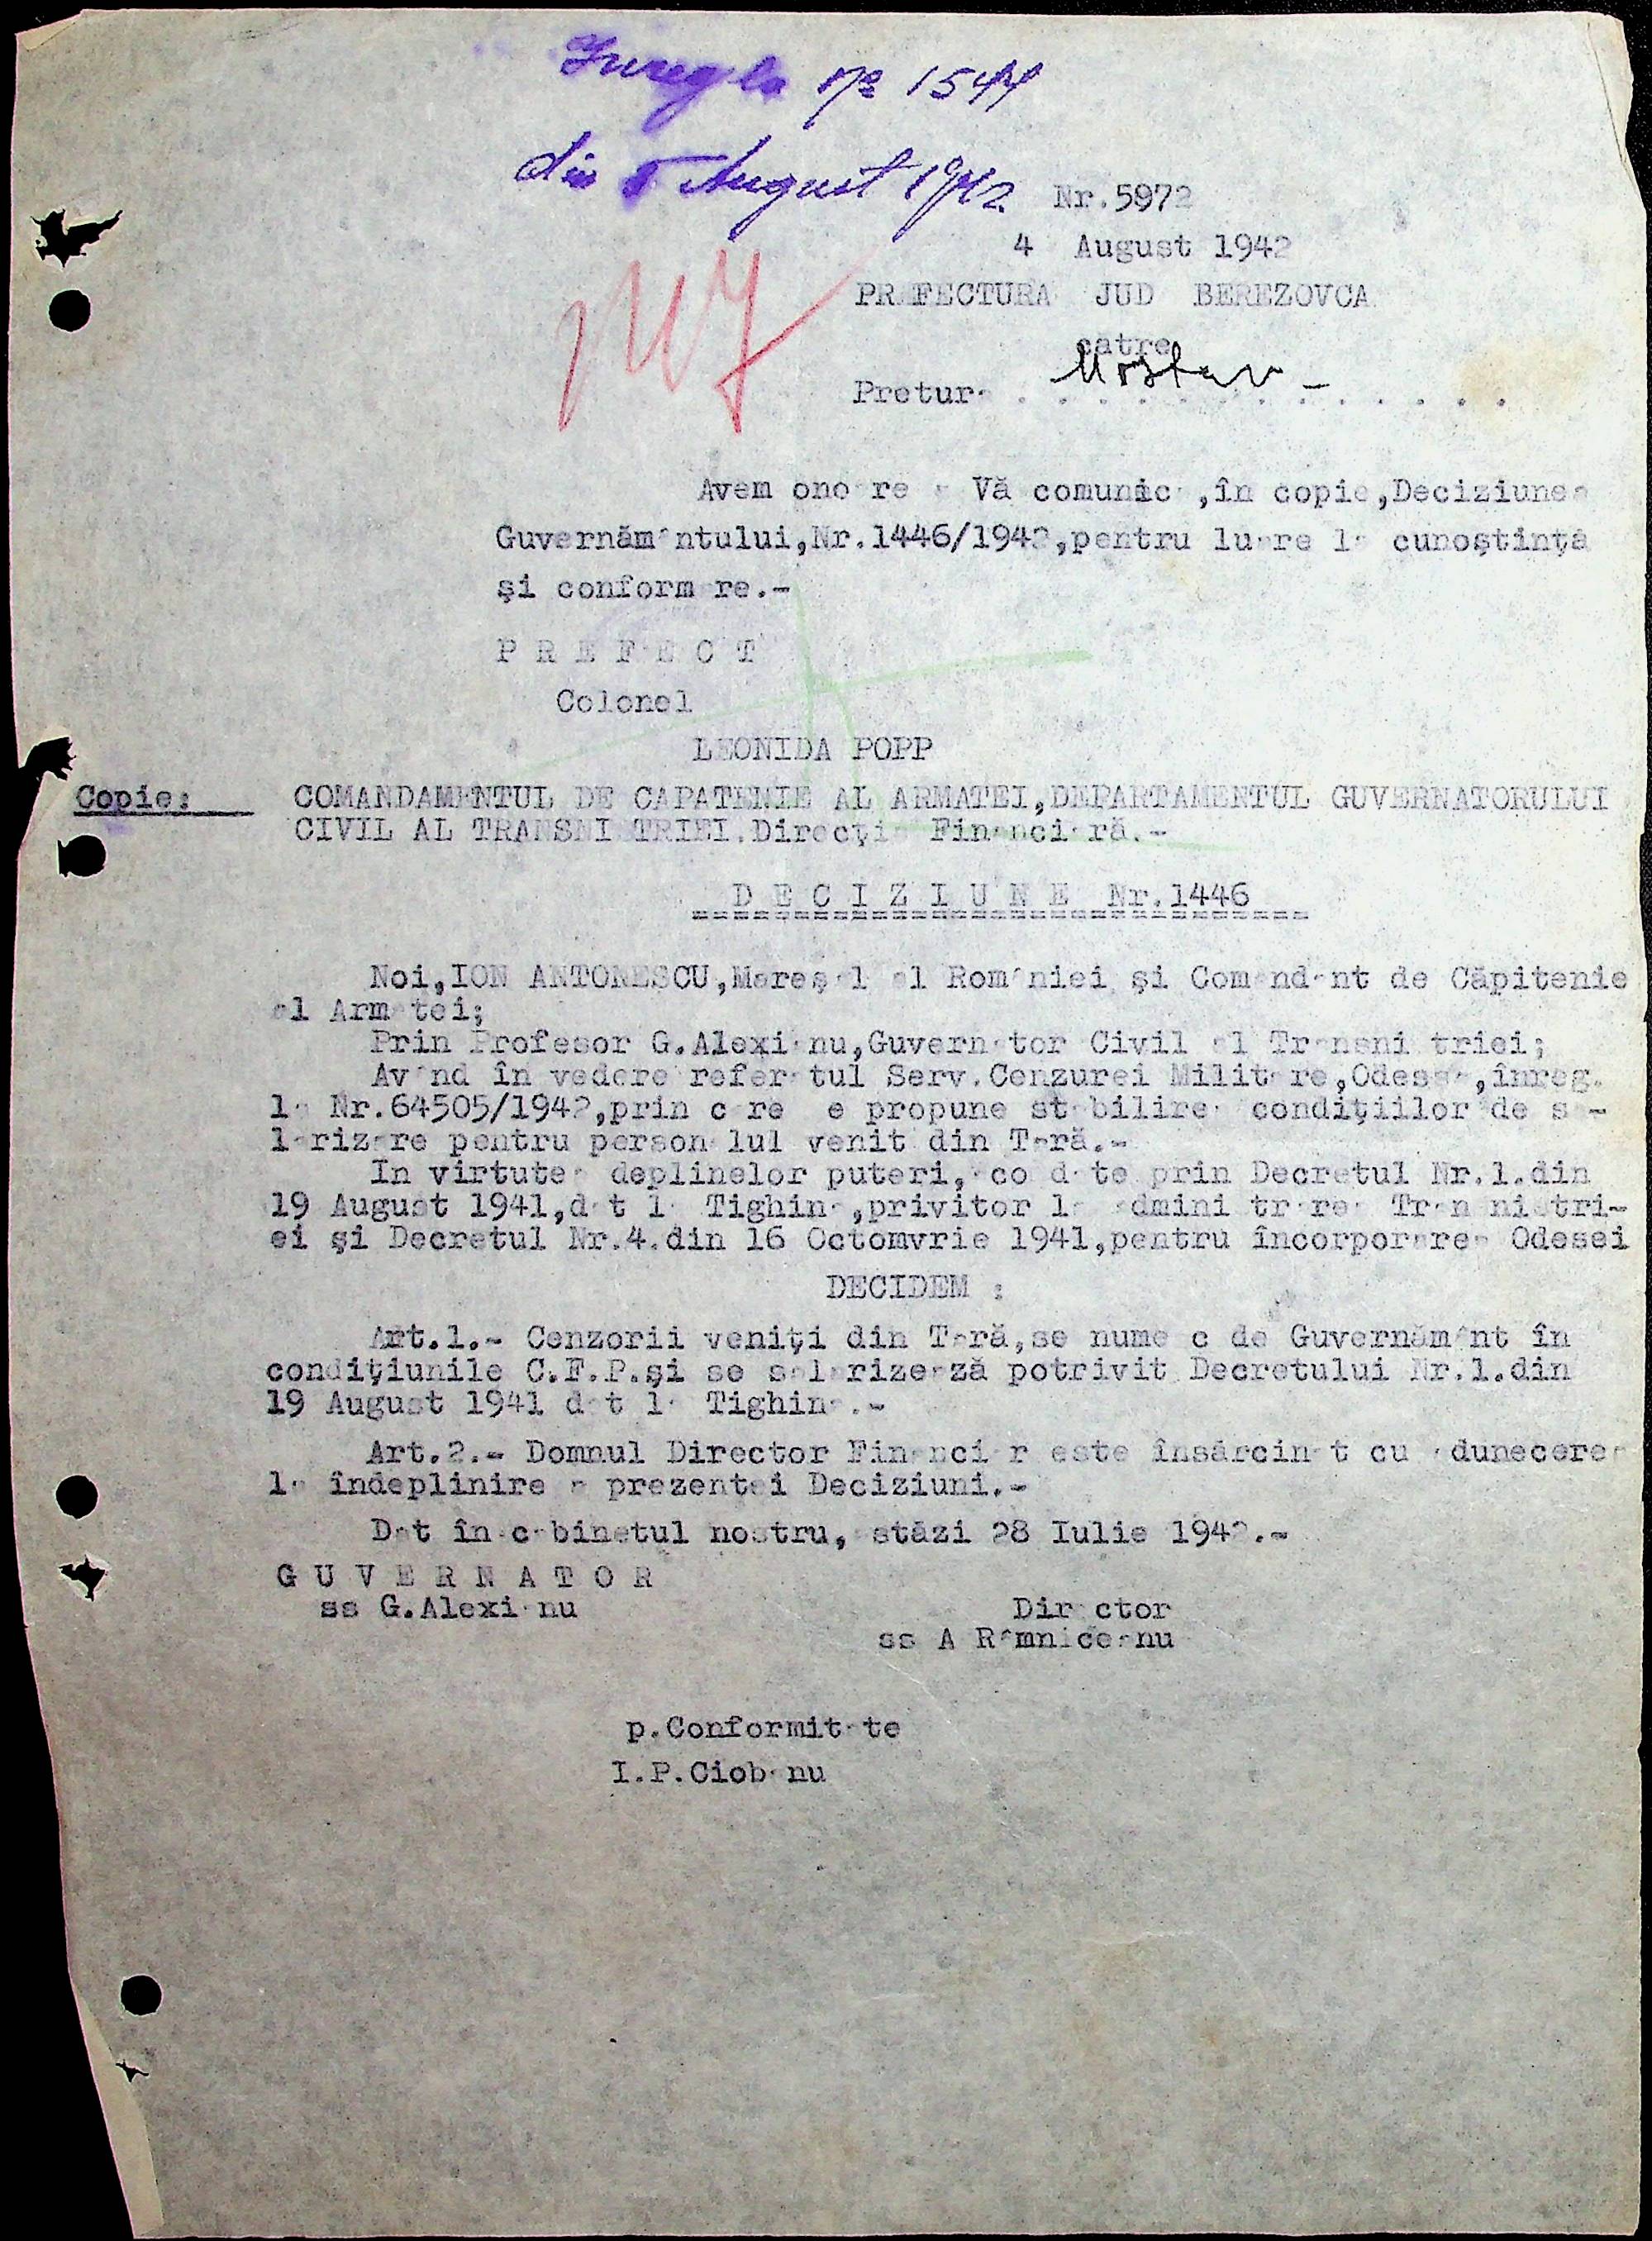 Inreg la No 1544
din 5 August 1942.
Nr.5972
4 August 1942
PREFECTURA JUD BEREZOVCA
catre
Pretura Mostov -
Avem onoarea a Vă comunica ,în copie,Deciziunea
Guvernământului,Nr.1446/1942,pentru luare la cunoştinţă
şi conformare.-
P R E F E C T
Colonel
LEONIDA POPP
Copie: COMANDAMENTUL DE CAPATENIE AL ARMATEI,DEPARTAMENTUL GUVERNATORULUI
CIVIL AL TRANSNISTRIEI.Direcţia Financiară.-
D E C I Z I U N E Nr.1446
Noi,ION ANTONESCU,Mareşal al României şi Comandant de Căpitenie
al Armatei;
Prin Profesor G.Alexianu,Guvernator Civil al Transnistriei;
Având în vedere referatul Serv.Cenzurei Militare,Odessa,înreg.
la Nr.64505/1942,prin care se propune stabilirea condiţiilor de sa-
larizare pentru personalul venit din Tară.-
In virtutea deplinelor puteri,acordate prin Decretul Nr.1.din
19 August 1941,dat la Tighina,privitor la administrarea Transnistri-
ei şi Decretul Nr.4.din 16 Octomvrie 1941,pentru încorporarea Odesei
DECIDEM :
Art.1.- Cenzorii veniţi din Tară,se numesc de Guvernământ în
condiţiunile C.F.P.şi se salarizează potrivit Decretului Nr.1.din
19 August 1941 dat la Tighina.-
Art.2.- Domnul Director Financiar este însărcinat cu adunecerea
la îndeplinire a prezentei Deciziuni.-
Dat în cabinetul nostru, astăzi 28 Iulie 1942.-
G U V E R N A T O R
ss G.Alexianu
Director
ss A Râmniceanu
p.Conformitate
I.P.Ciobanu